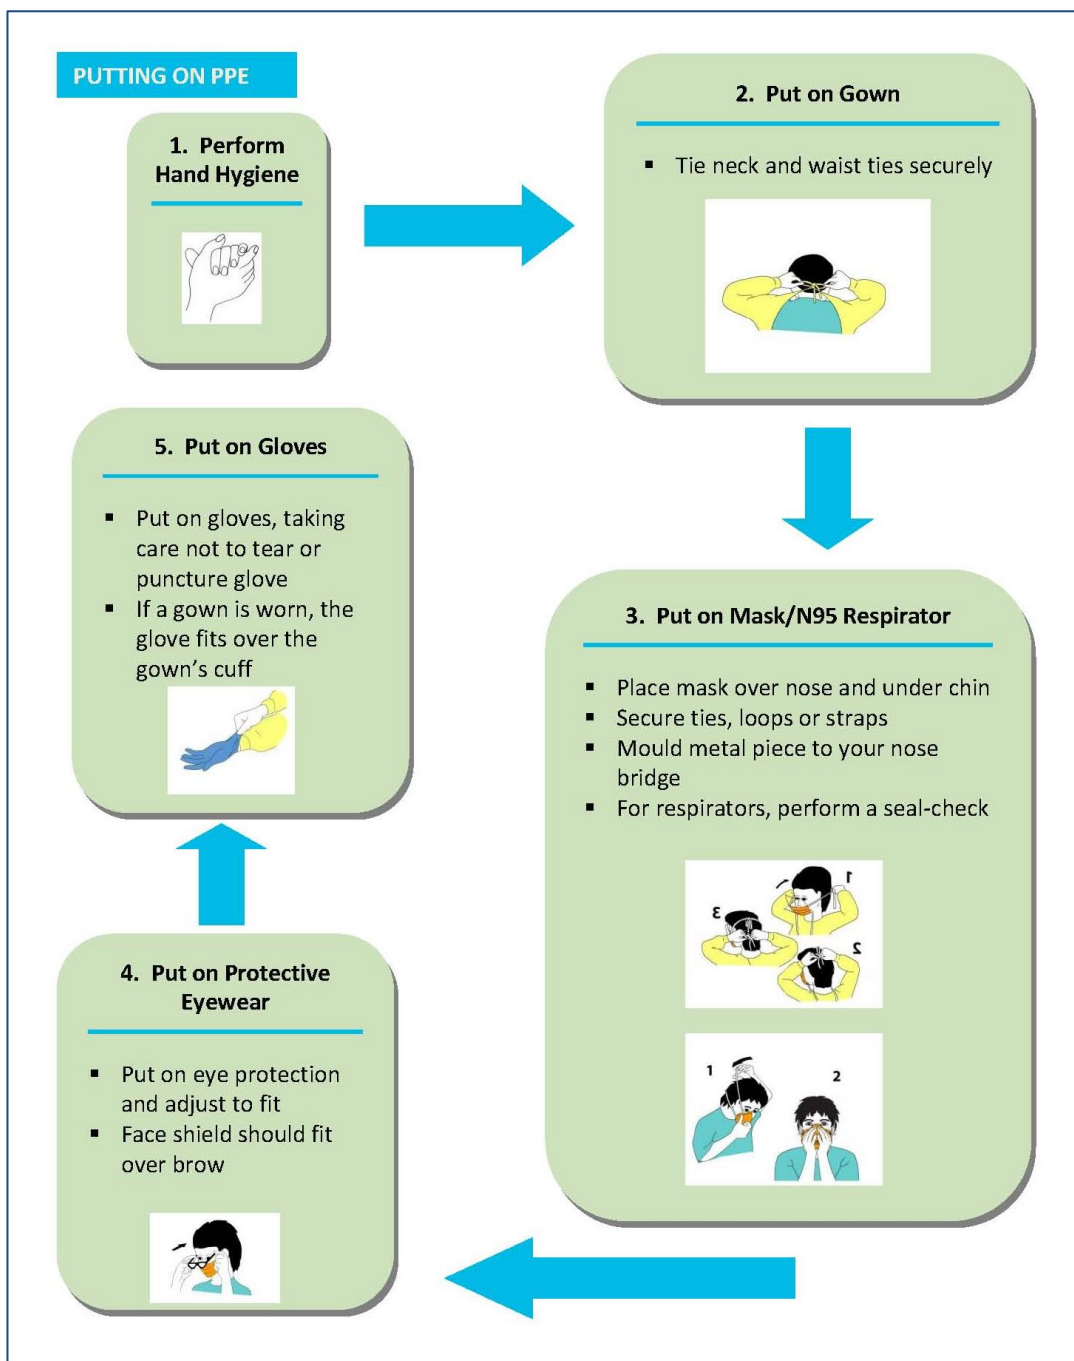 PUTTING ON PPE
1. Perform
Hand Hygiene
2. Put on Gown
▪ Tie neck and waist ties securely
3. Put on Mask/N95 Respirator
▪ Place mask over nose and under chin
▪ Secure ties, loops or straps
▪ Mould metal piece to your nose
bridge
▪ For respirators, perform a seal-check
1
3
2
1
2
4. Put on Protective
Eyewear
▪ Put on eye protection
and adjust to fit
▪ Face shield should fit
over brow
5. Put on Gloves
▪ Put on gloves, taking
care not to tear or
puncture glove
▪ If a gown is worn, the
glove fits over the
gown’s cuff